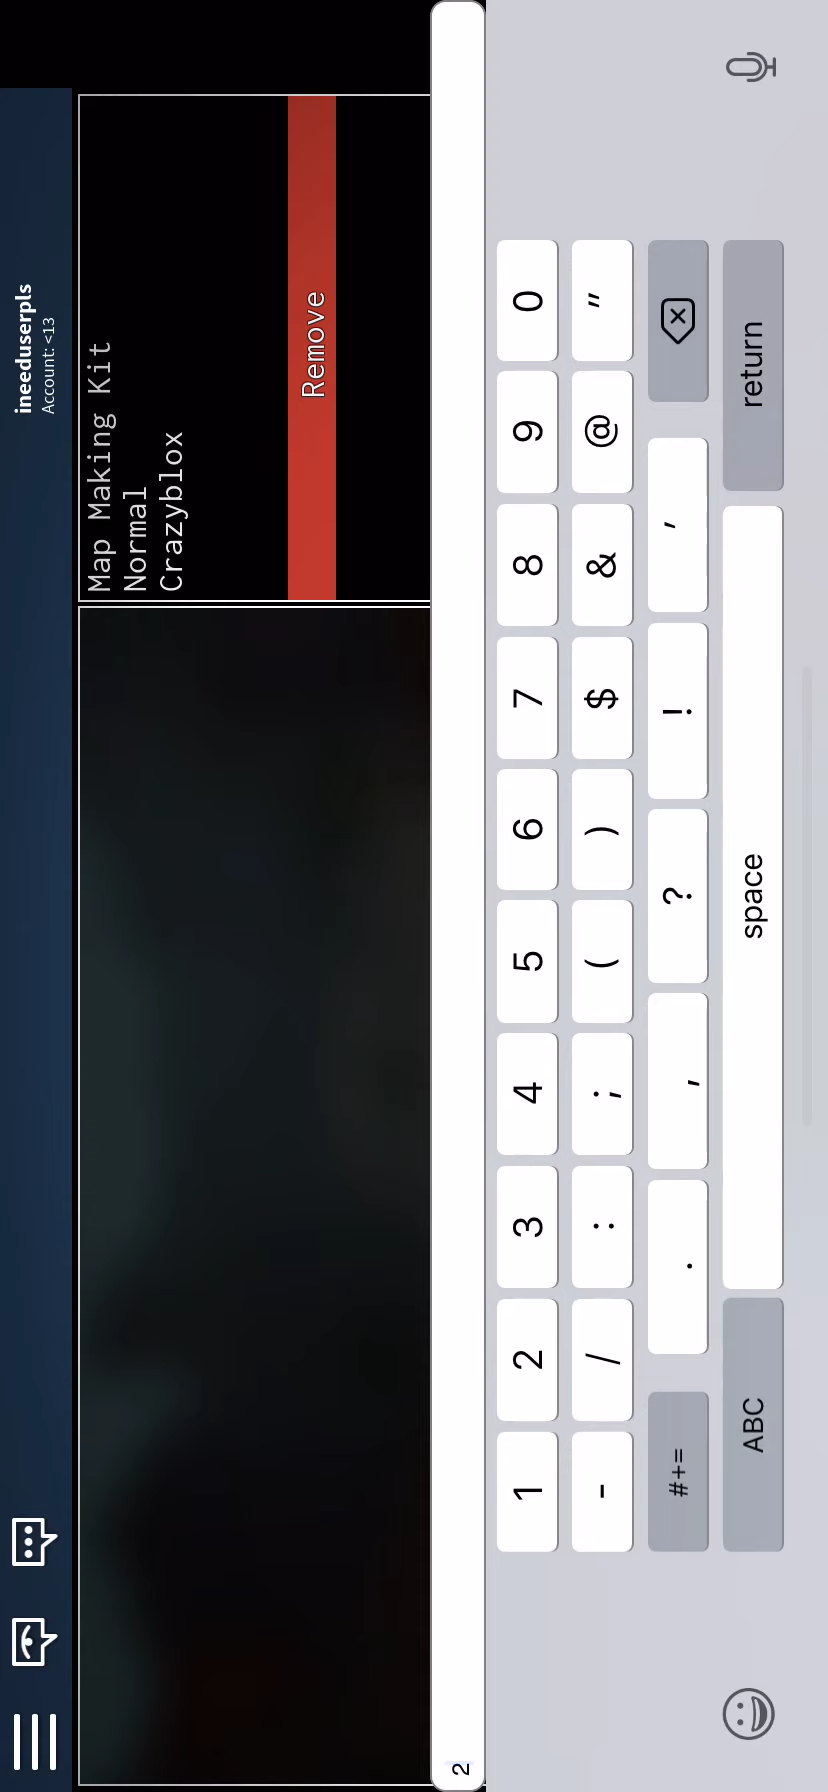 ineeduserpls
Account: <13
Map Making Kit
Normal
Crazyblox
Remove
2
1 2 3 4 5 6 7 8 9 0
- / : ; ( ) $ & @ "
#+= . , ? ! '
ABC space return